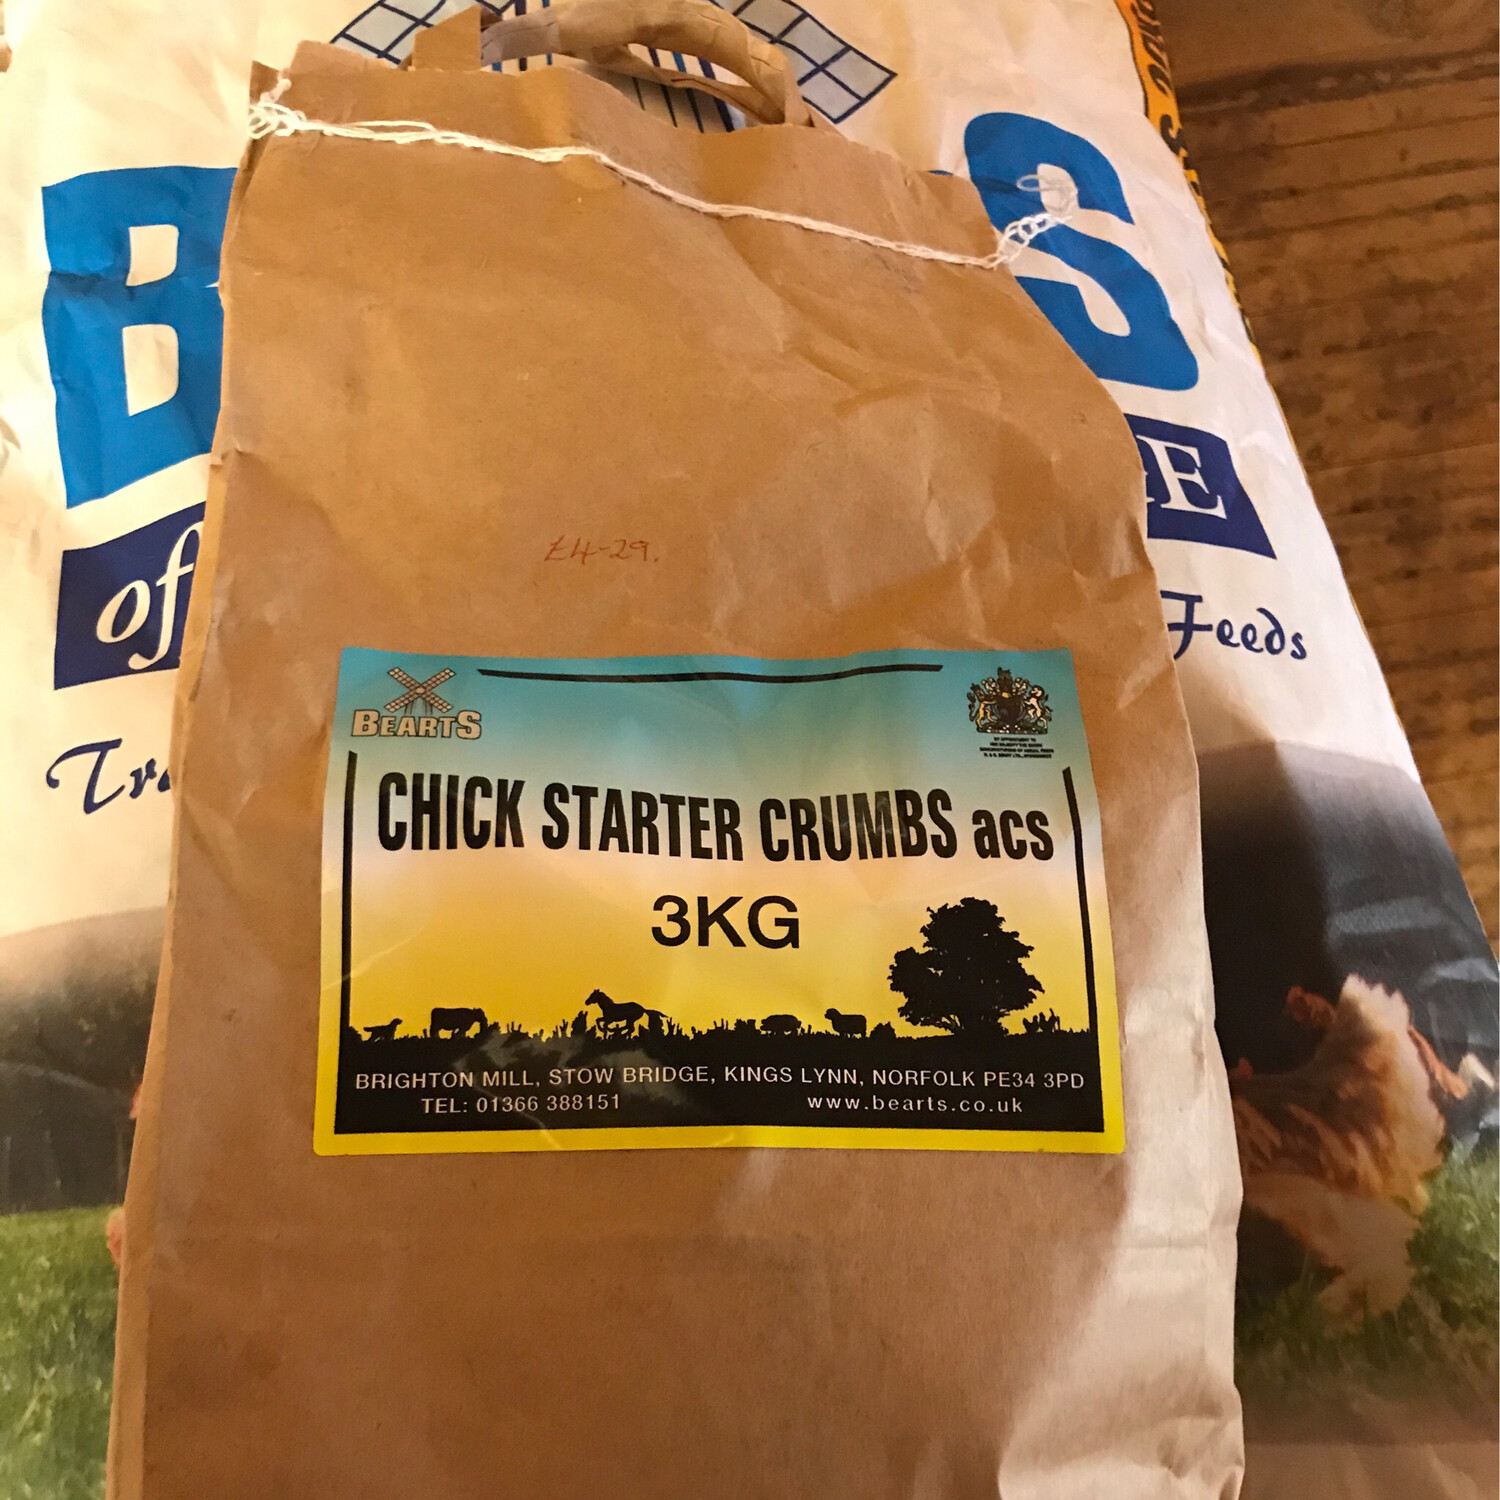 of
Feeds
£4-29.
BEARTS
CHICK STARTER CRUMBS acs
3KG
BRIGHTON MILL, STOW BRIDGE, KINGS LYNN, NORFOLK PE34 3PD
TEL: 01366 388151
www.bearts.co.uk